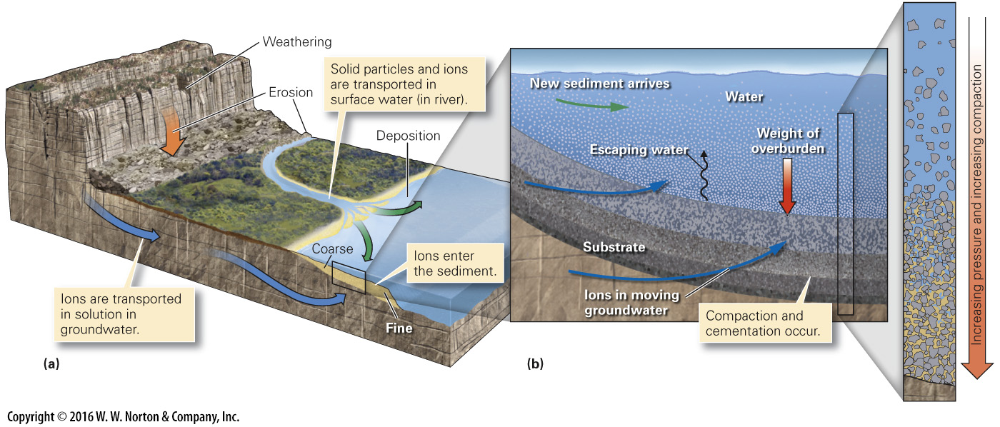 Weathering
Erosion
Solid particles and ions
are transported in
surface water (in river).
Deposition
Coarse
Ions enter
the sediment.
Ions are transported
in solution in
groundwater.
Fine
(a)
New sediment arrives
Water
Weight of
overburden
Escaping water
Substrate
Ions in moving
groundwater
Compaction and
cementation occur.
(b)
Increasing pressure and increasing compaction
Copyright © 2016 W. W. Norton & Company, Inc.